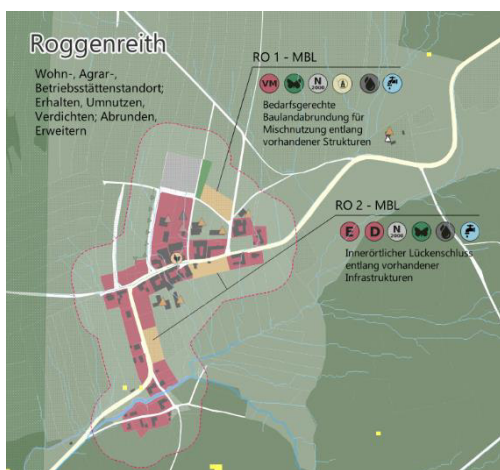 Roggenreith
Wohn-, Agrar-,
Betriebsstättenstandort;
Erhalten, Umnutzen,
Verdichten; Abrunden,
Erweitern
RO 1 - MBL
VM
N
2000
Bedarfsgerechte
Baulandabrundung für
Mischnutzung entlang
vorhandener Strukturen
RO 2 - MBL
F.
D
N
2000
Innerörtlicher Lückenschluss
entlang vorhandener
Infrastrukturen